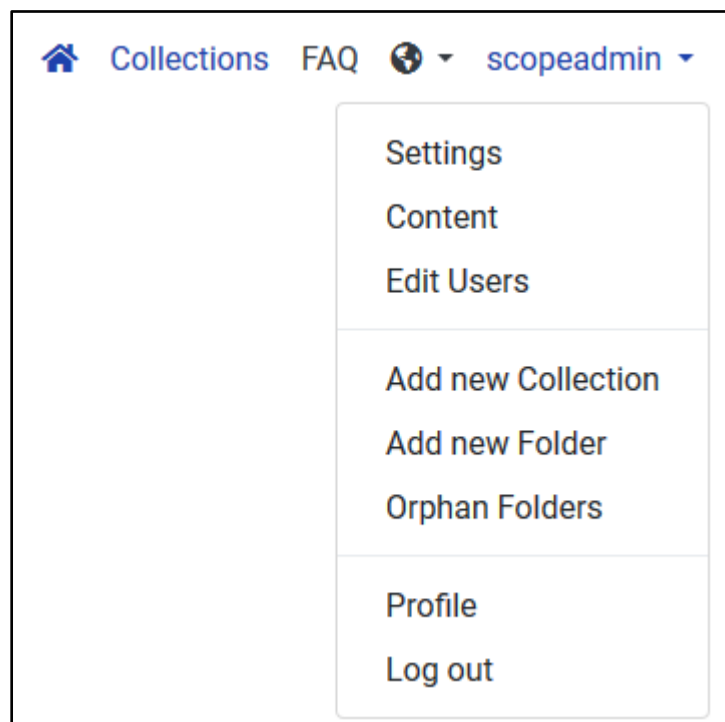 Collections FAQ scopeadmin
Settings
Content
Edit Users
Add new Collection
Add new Folder
Orphan Folders
Profile
Log out